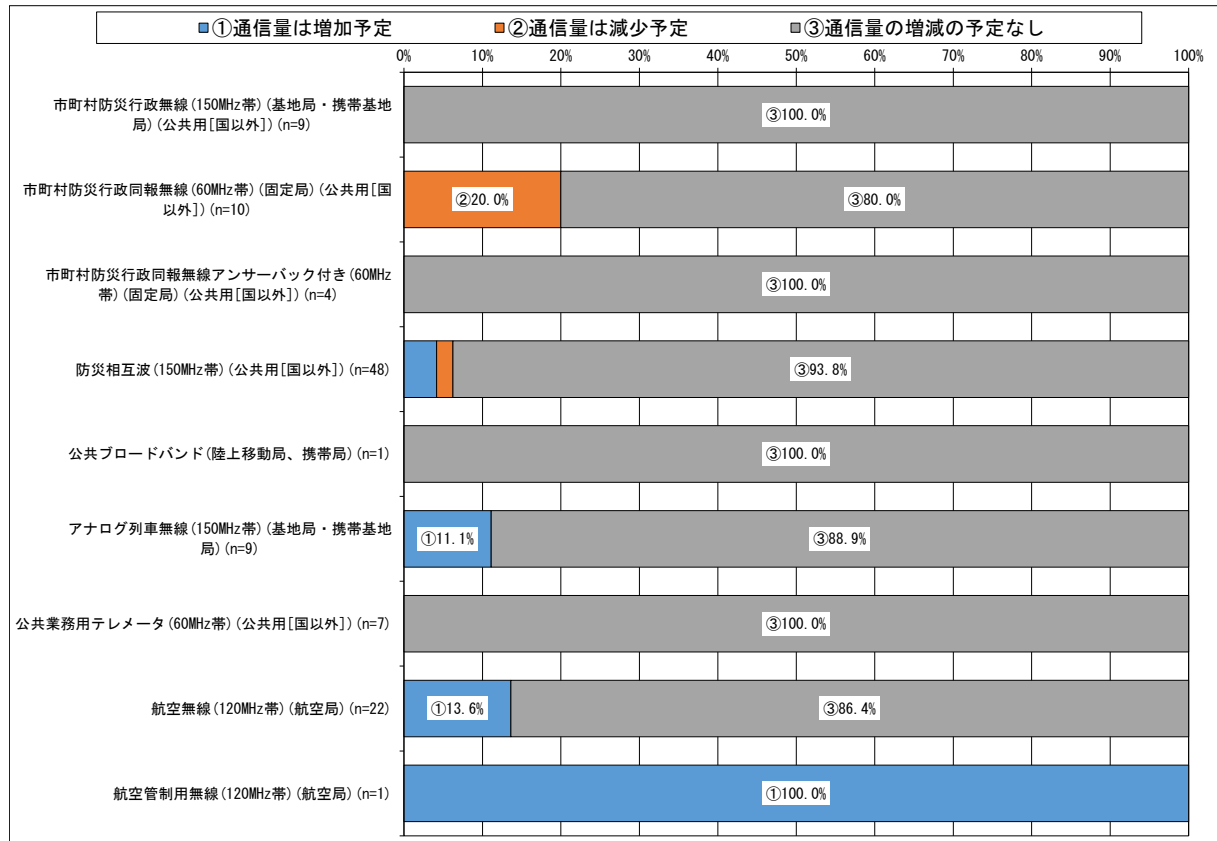 ■①通信量は増加予定 ■②通信量は減少予定 ■③通信量の増減の予定なし
0% 10% 20% 30% 40% 50% 60% 70% 80% 90% 100%
市町村防災行政無線(150MHz帯)(基地局・携帯基地
局)(公共用[国以外])(n=9)
③100.0%
市町村防災行政同報無線(60MHz帯)(固定局)(公共用[国
以外])(n=10)
②20.0% ③80.0%
市町村防災行政同報無線アンサーバック付き(60MHz
帯)(固定局)(公共用[国以外])(n=4)
③100.0%
防災相互波(150MHz帯)(公共用[国以外])(n=48)
③93.8%
公共ブロードバンド(陸上移動局、携帯局)(n=1)
③100.0%
アナログ列車無線(150MHz帯)(基地局・携帯基地
局)(n=9)
①11.1% ③88.9%
公共業務用テレメータ(60MHz帯)(公共用[国以外])(n=7)
③100.0%
航空無線(120MHz帯)(航空局)(n=22)
①13.6% ③86.4%
航空管制用無線(120MHz帯)(航空局)(n=1)
①100.0%